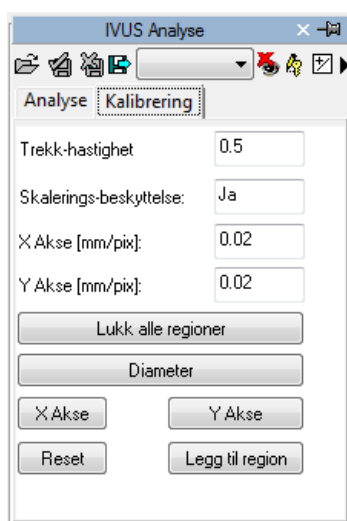 IVUS Analyse
Analyse Kalibrering
Trekk-hastighet 0.5
Skalerings-beskyttelse: Ja
X Akse [mm/pix]: 0.02
Y Akse [mm/pix]: 0.02
Lukk alle regioner
Diameter
X Akse Y Akse
Reset Legg til region